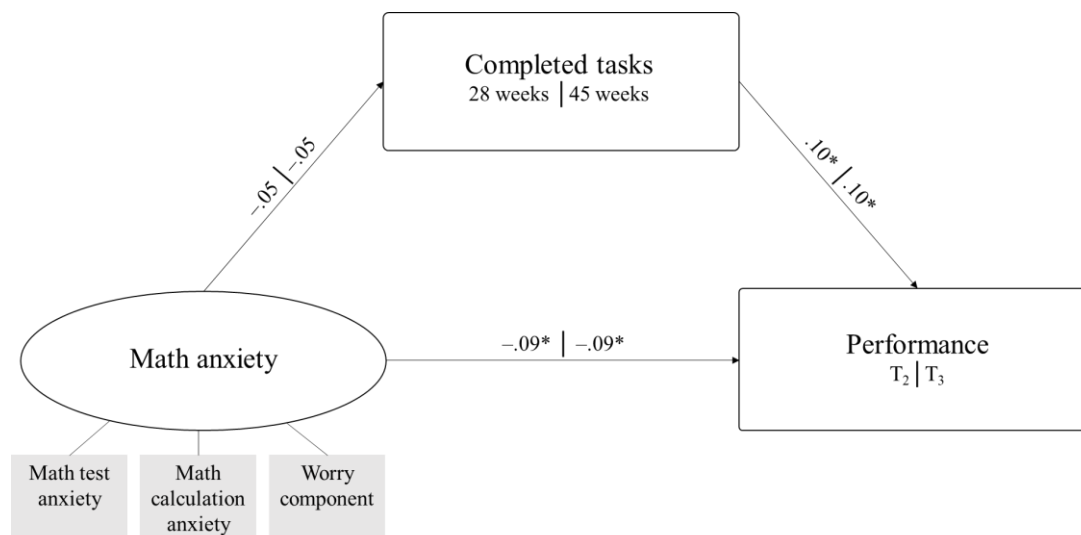 Completed tasks
28 weeks | 45 weeks
–.05 | –.05
.10* | .10*
Math anxiety
–.09* | –.09*
Performance
T₂ | T₃
Math test
anxiety
Math
calculation
anxiety
Worry
component